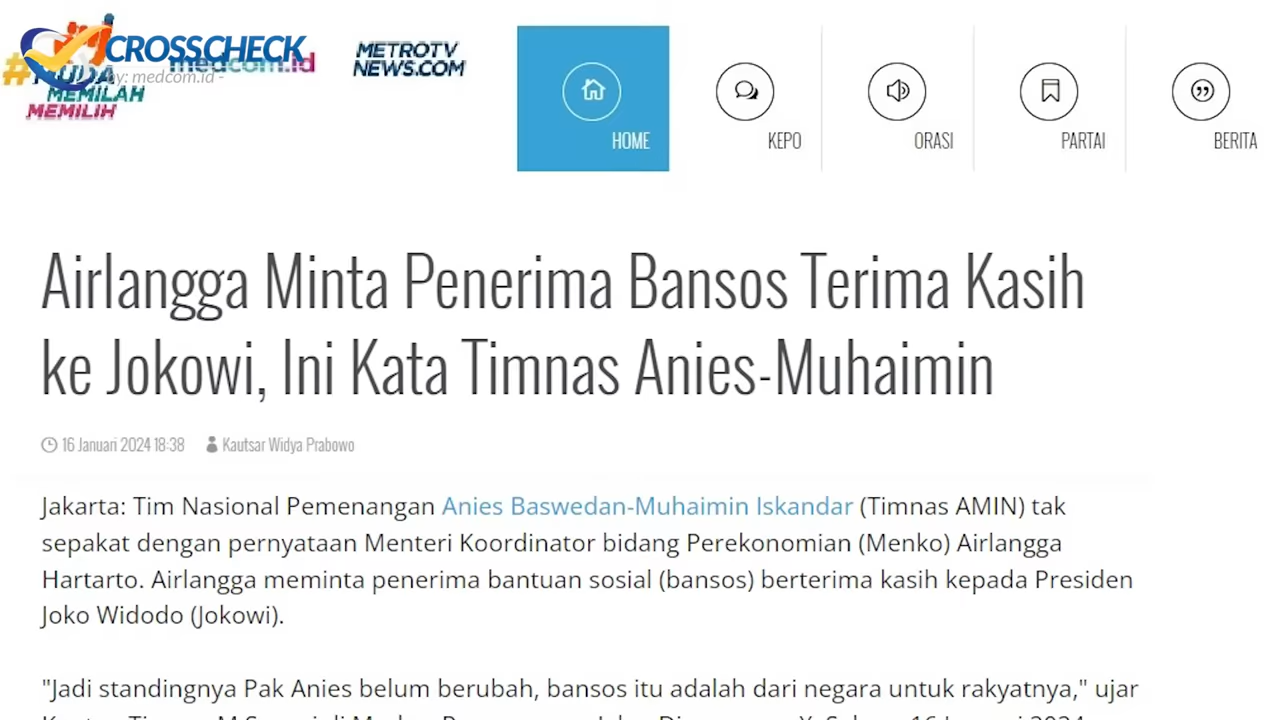 CROSSCHECK
by: medcom.id -
#MUDA
MEMILAH
MEMILIH
medcom.id
METROTV
NEWS.COM
HOME
KEPO
ORASI
PARTAI
BERITA
Airlangga Minta Penerima Bansos Terima Kasih
ke Jokowi, Ini Kata Timnas Anies-Muhaimin
16 Januari 2024 18:38 Kautsar Widya Prabowo
Jakarta: Tim Nasional Pemenangan Anies Baswedan-Muhaimin Iskandar (Timnas AMIN) tak
sepakat dengan pernyataan Menteri Koordinator bidang Perekonomian (Menko) Airlangga
Hartarto. Airlangga meminta penerima bantuan sosial (bansos) berterima kasih kepada Presiden
Joko Widodo (Jokowi).
"Jadi standingnya Pak Anies belum berubah, bansos itu adalah dari negara untuk rakyatnya," ujar